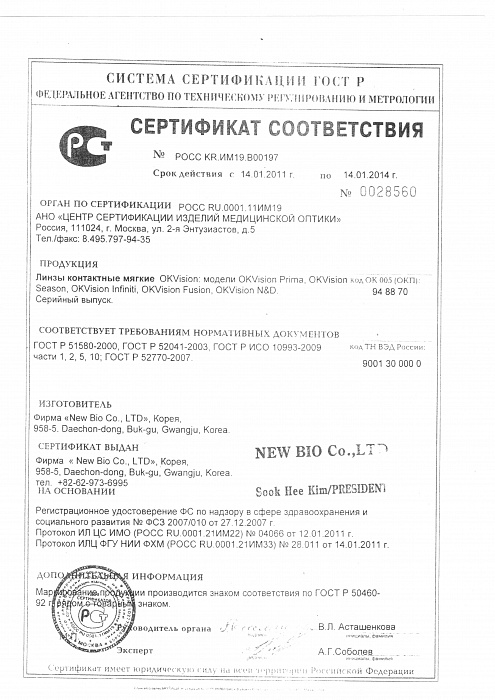 СИСТЕМА СЕРТИФИКАЦИИ ГОСТ Р
ФЕДЕРАЛЬНОЕ АГЕНТСТВО ПО ТЕХНИЧЕСКОМУ РЕГУЛИРОВАНИЮ И МЕТРОЛОГИИ
СЕРТИФИКАТ СООТВЕТСТВИЯ
№ РОСС KR.ИМ19.В00197
Срок действия с 14.01.2011 г. по 14.01.2014 г.
№ 0028560
ОРГАН ПО СЕРТИФИКАЦИИ РОСС RU.0001.11ИМ19
АНО «ЦЕНТР СЕРТИФИКАЦИИ ИЗДЕЛИЙ МЕДИЦИНСКОЙ ОПТИКИ»
Россия, 111024, г. Москва, ул. 2-я Энтузиастов, д.5
Тел./факс: 8.495.797-94-35
ПРОДУКЦИЯ
Линзы контактные мягкие OKVision: модели OKVision Prima, OKVision код ОК 005 (ОКП):
Season, OKVision Infiniti, OKVision Fusion, OKVision N&D. 94 88 70
Серийный выпуск.
СООТВЕТСТВУЕТ ТРЕБОВАНИЯМ НОРМАТИВНЫХ ДОКУМЕНТОВ
ГОСТ Р 51580-2000, ГОСТ Р 52041-2003, ГОСТ Р ИСО 10993-2009 код ТН ВЭД России:
части 1, 2, 5, 10; ГОСТ Р 52770-2007. 9001 30 000 0
ИЗГОТОВИТЕЛЬ
Фирма «New Bio Co., LTD», Корея,
958-5. Daechon-dong, Buk-gu, Gwangju, Korea.
СЕРТИФИКАТ ВЫДАН
NEW BIO Co.,LTD
Фирма « New Bio Co., LTD», Корея,
958-5, Daechon-dong, Buk-gu, Gwangju, Korea.
тел. +82-62-973-6995
Sook Hee Kim/PRESIDENT
НА ОСНОВАНИИ
Регистрационное удостоверение ФС по надзору в сфере здравоохранения и
социального развития № ФСЗ 2007/010 от 27.12.2007 г.
Протокол ИЛ ЦС ИМО (РОСС RU.0001.21ИМ22) № 04066 от 12.01.2011 г.
Протокол ИЛЦ ФГУ НИИ ФХМ (РОСС RU.0001.21ИМ33) № 28.011 от 14.01.2011 г.
ДОПОЛНИТЕЛЬНАЯ ИНФОРМАЦИЯ
Маркирование продукции производится знаком соответствия по ГОСТ Р 50460-
92 рядом с товарным знаком.
Руководитель органа В.Л. Асташенкова
инициалы, фамилия
Эксперт А.Г.Соболев
инициалы, фамилия
Сертификат имеет юридическую силу на всей территории Российской Федерации